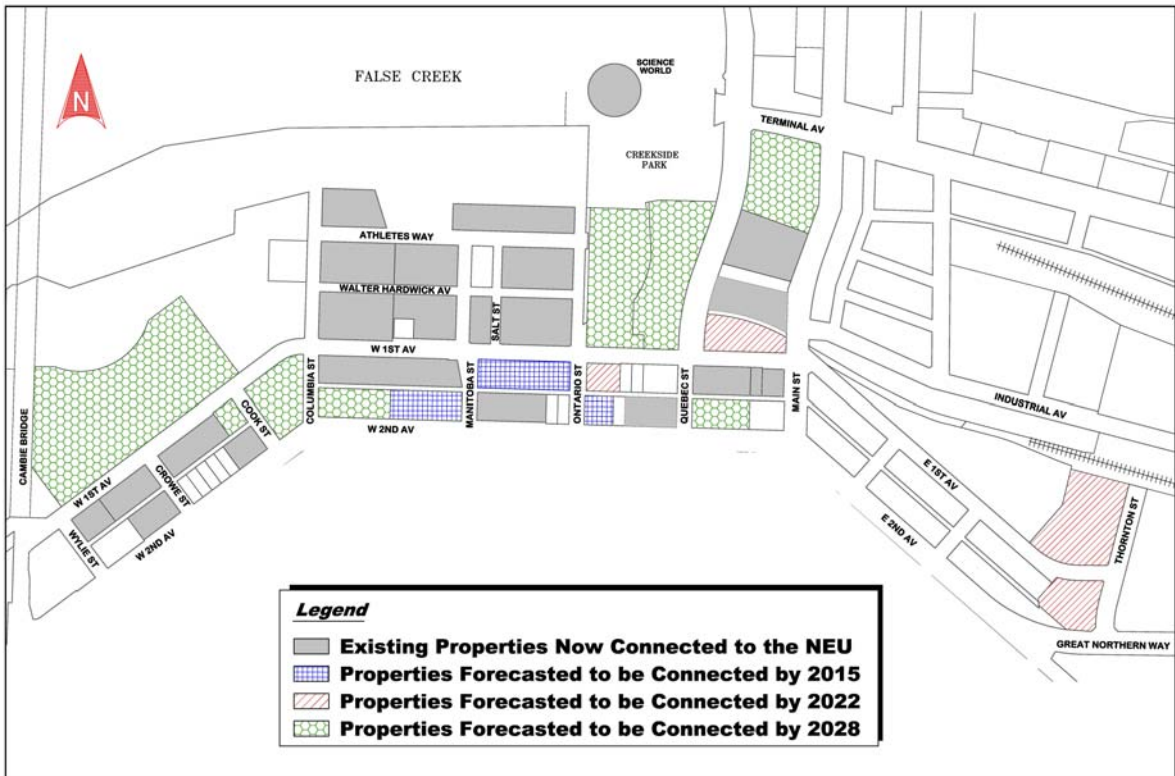 N
FALSE CREEK
SCIENCE
WORLD
TERMINAL AV
CREEKSIDE
PARK
ATHLETES WAY
WALTER HARDWICK AV
SALT ST
W 1ST AV
COLUMBIA ST
MANITOBA ST
ONTARIO ST
QUEBEC ST
MAIN ST
INDUSTRIAL AV
W 2ND AV
COOK ST
CAMBIE BRIDGE
W 1ST AV
CROWE ST
WYLIE ST
W 2ND AV
E 1ST AV
E 2ND AV
THORNTON ST
GREAT NORTHERN WAY
Legend
Existing Properties Now Connected to the NEU
Properties Forecasted to be Connected by 2015
Properties Forecasted to be Connected by 2022
Properties Forecasted to be Connected by 2028